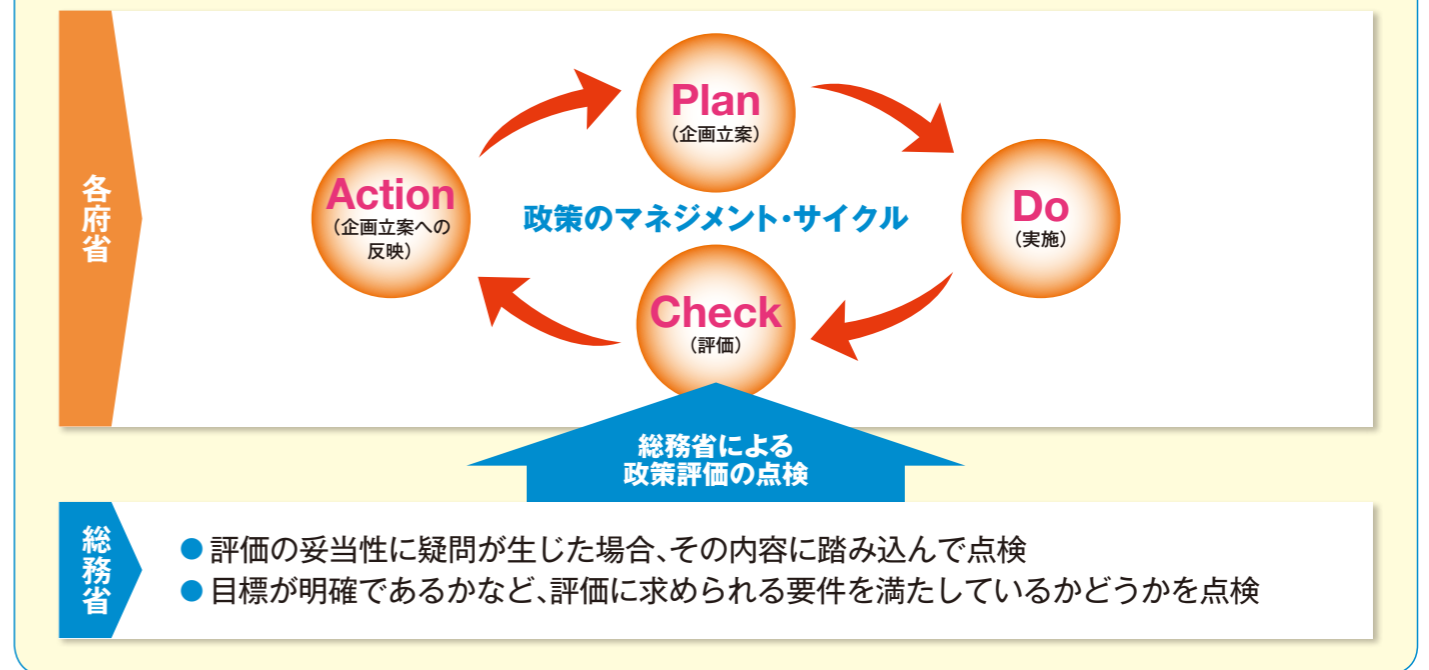 各府省
Plan
（企画立案）
Action
（企画立案への
反映）
政策のマネジメント・サイクル
Do
（実施）
Check
（評価）
総務省による
政策評価の点検
総務省
●評価の妥当性に疑問が生じた場合、その内容に踏み込んで点検
●目標が明確であるかなど、評価に求められる要件を満たしているかどうかを点検